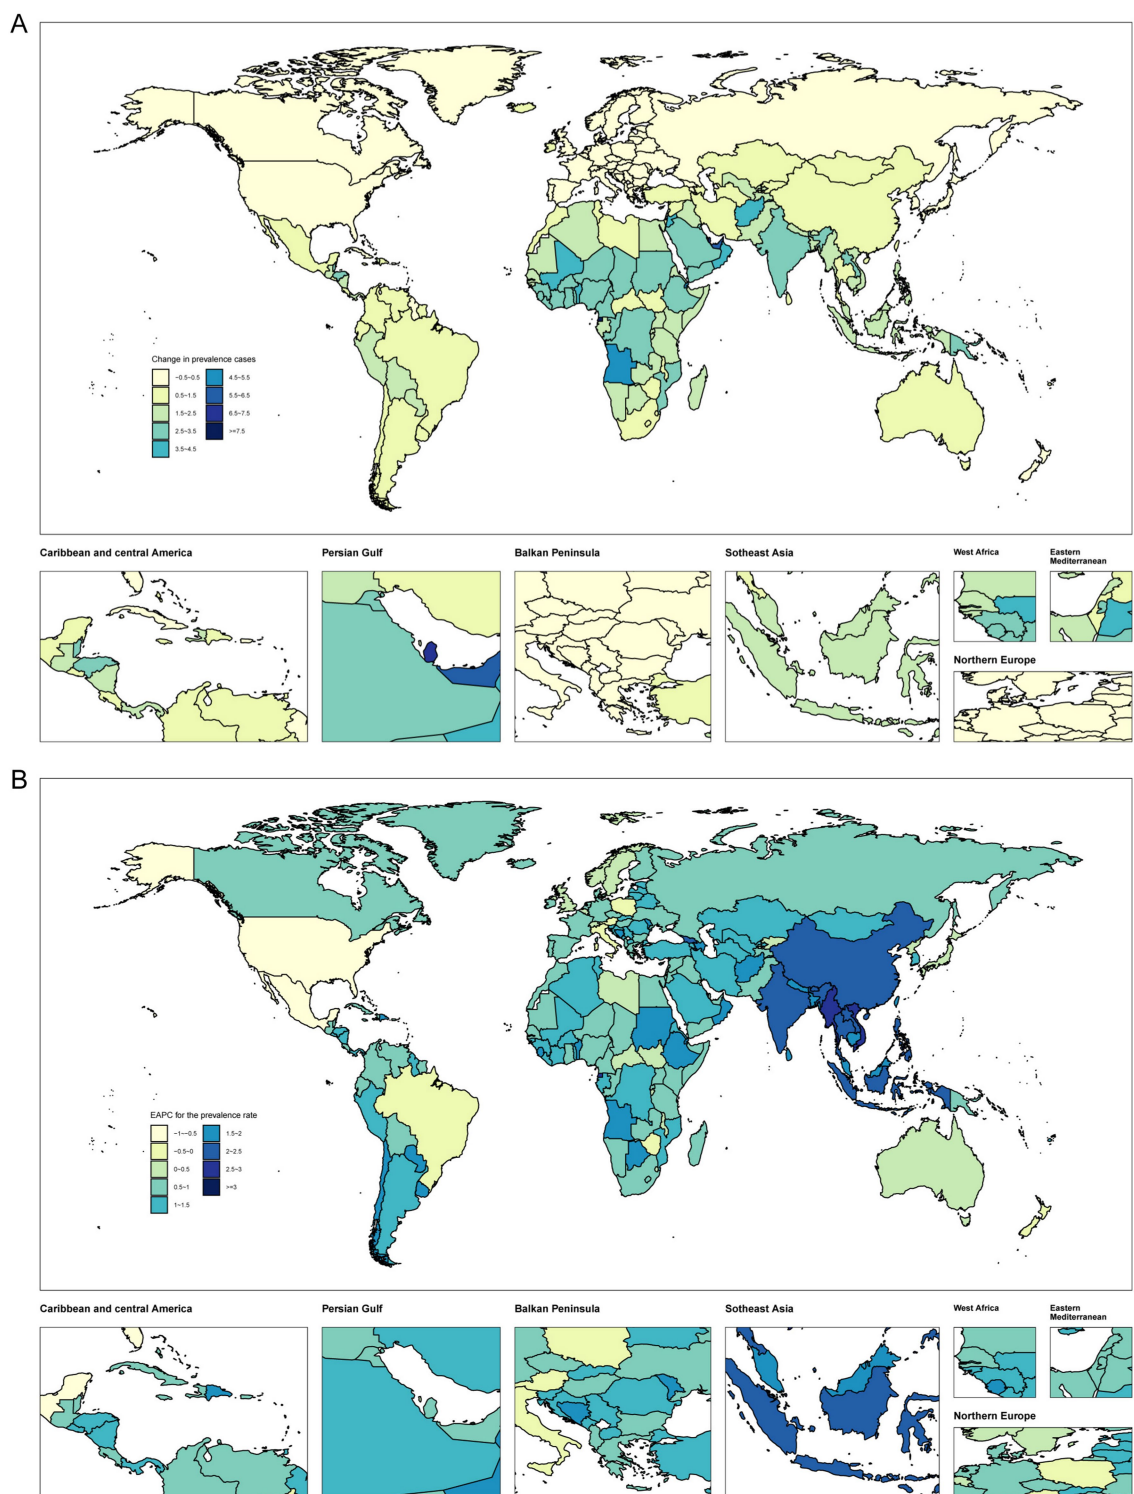 A
Change in prevalence cases
−0.5~0.5
0.5~1.5
1.5~2.5
2.5~3.5
3.5~4.5
4.5~5.5
5.5~6.5
6.5~7.5
>=7.5
Caribbean and central America
Persian Gulf
Balkan Peninsula
Sotheast Asia
West Africa
Eastern
Mediterranean
Northern Europe
B
EAPC for the prevalence rate
−1~−0.5
−0.5~0
0~0.5
0.5~1
1~1.5
1.5~2
2~2.5
2.5~3
>=3
Caribbean and central America
Persian Gulf
Balkan Peninsula
Sotheast Asia
West Africa
Eastern
Mediterranean
Northern Europe